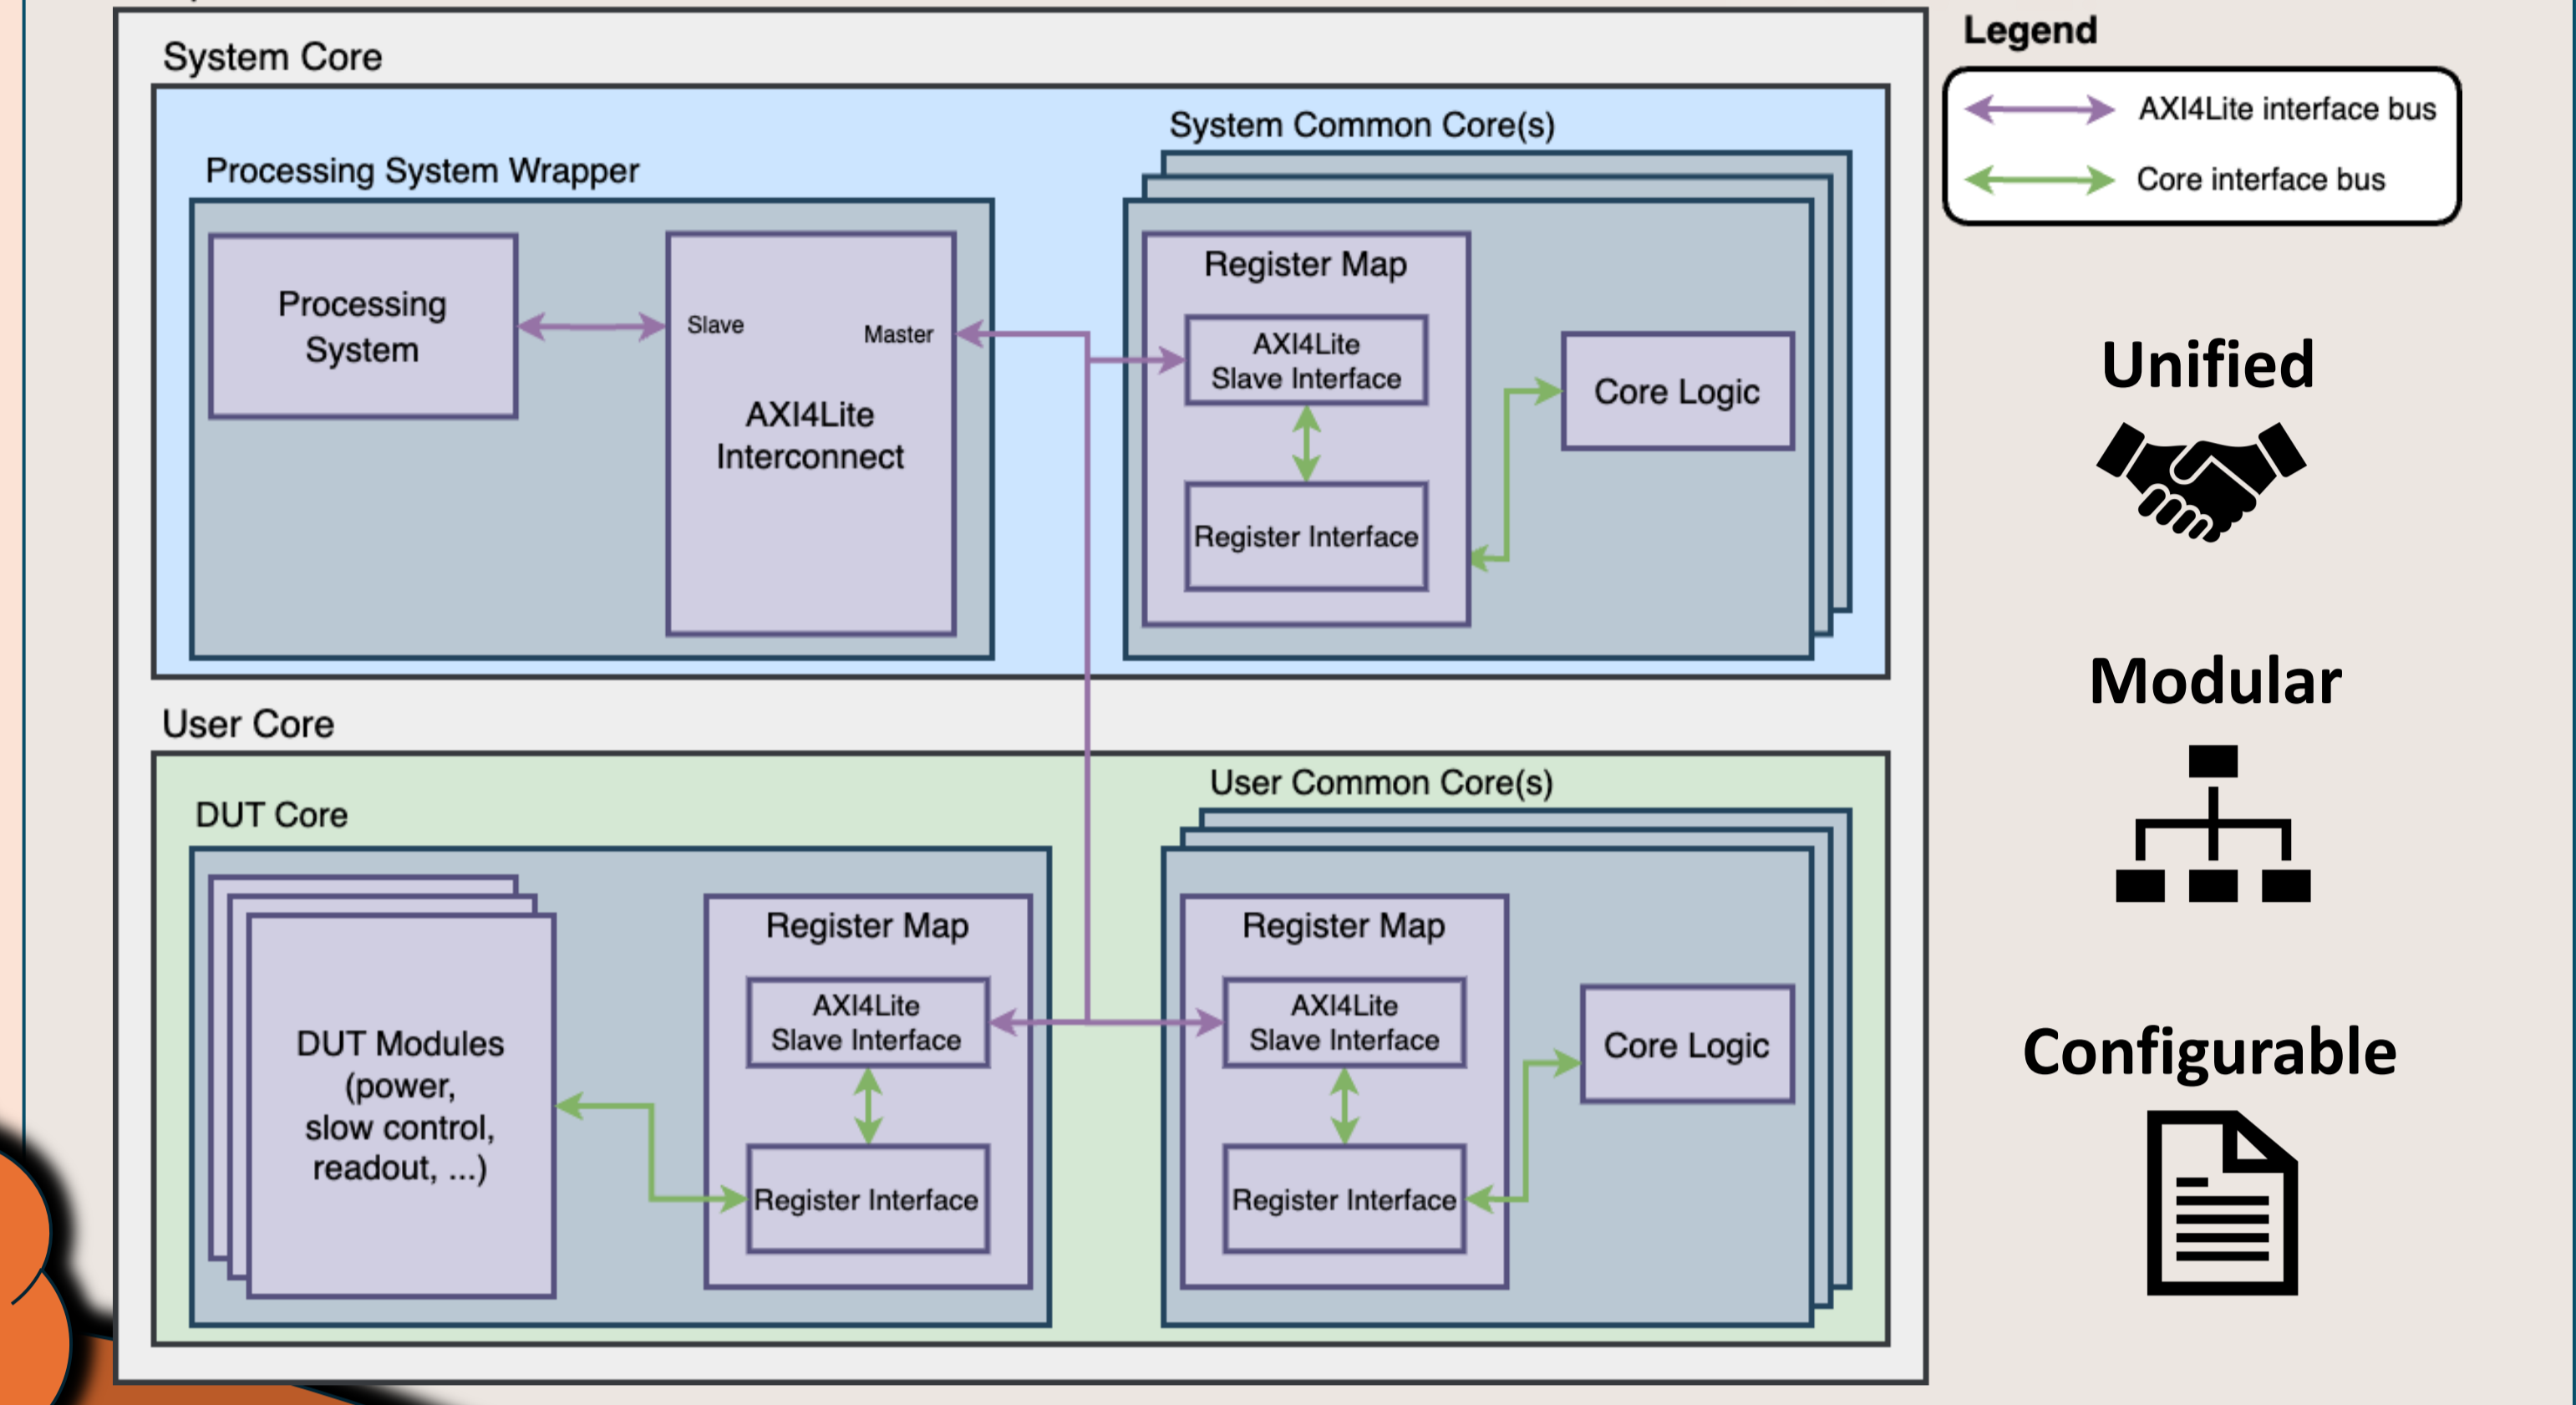 System Core
System Common Core(s)
Processing System Wrapper
Processing
System
Slave
Master
AXI4Lite
Interconnect
Register Map
AXI4Lite
Slave Interface
Register Interface
Core Logic
User Core
DUT Core
DUT Modules
(power,
slow control,
readout, ...)
Register Map
AXI4Lite
Slave Interface
Register Interface
User Common Core(s)
Register Map
AXI4Lite
Slave Interface
Register Interface
Core Logic
Legend
AXI4Lite interface bus
Core interface bus
Unified
Modular
Configurable